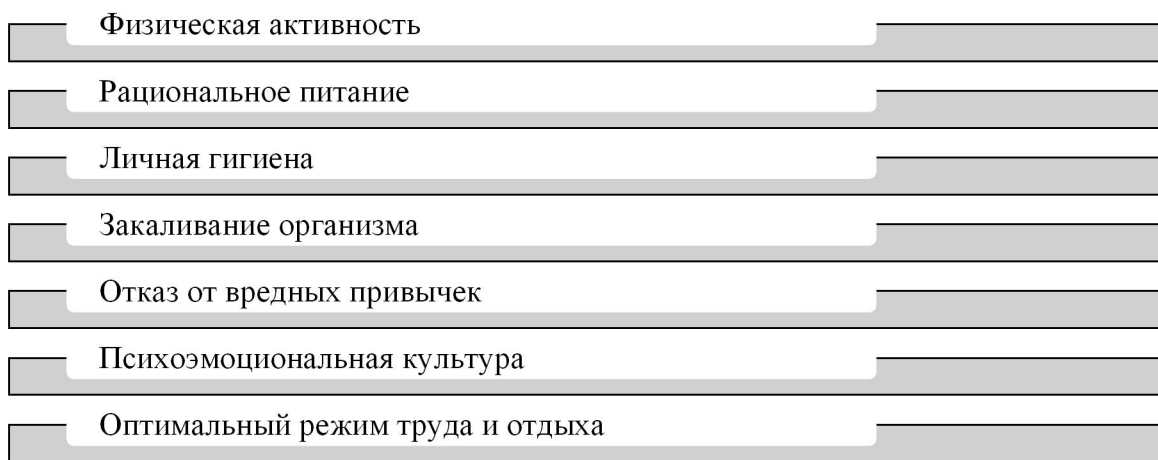 Физическая активность
Рациональное питание
Личная гигиена
Закаливание организма
Отказ от вредных привычек
Психоэмоциональная культура
Оптимальный режим труда и отдыха